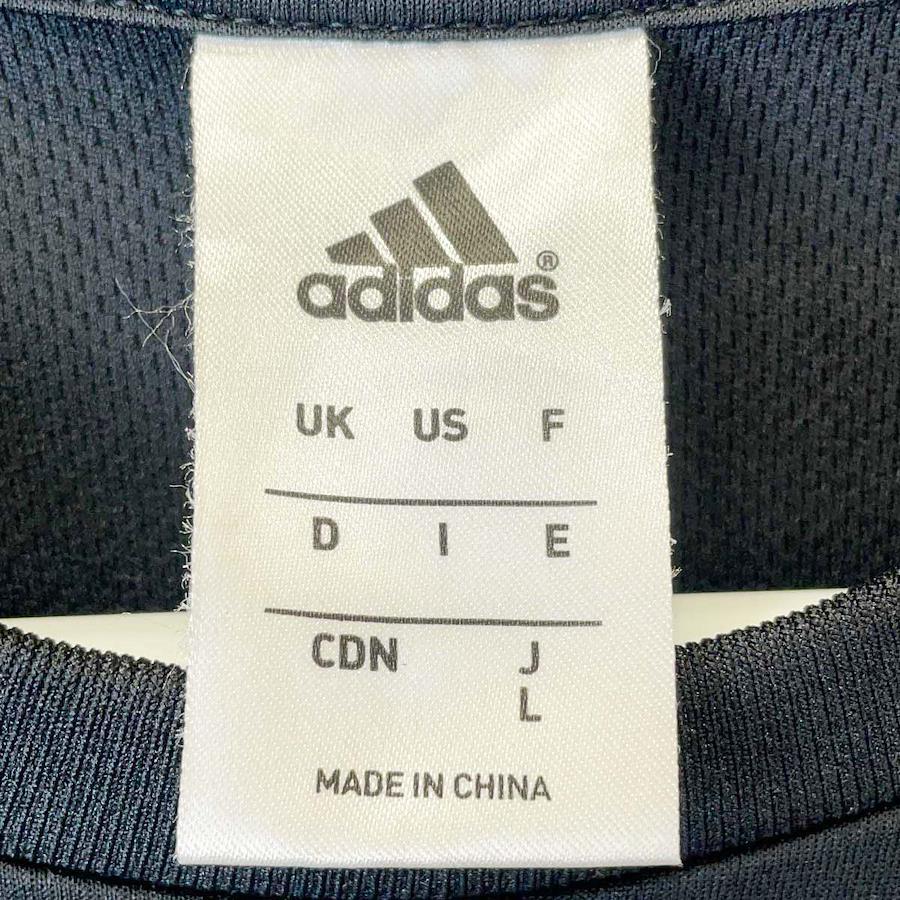 adidas®
UK US F
D I E
CDN J
L
MADE IN CHINA